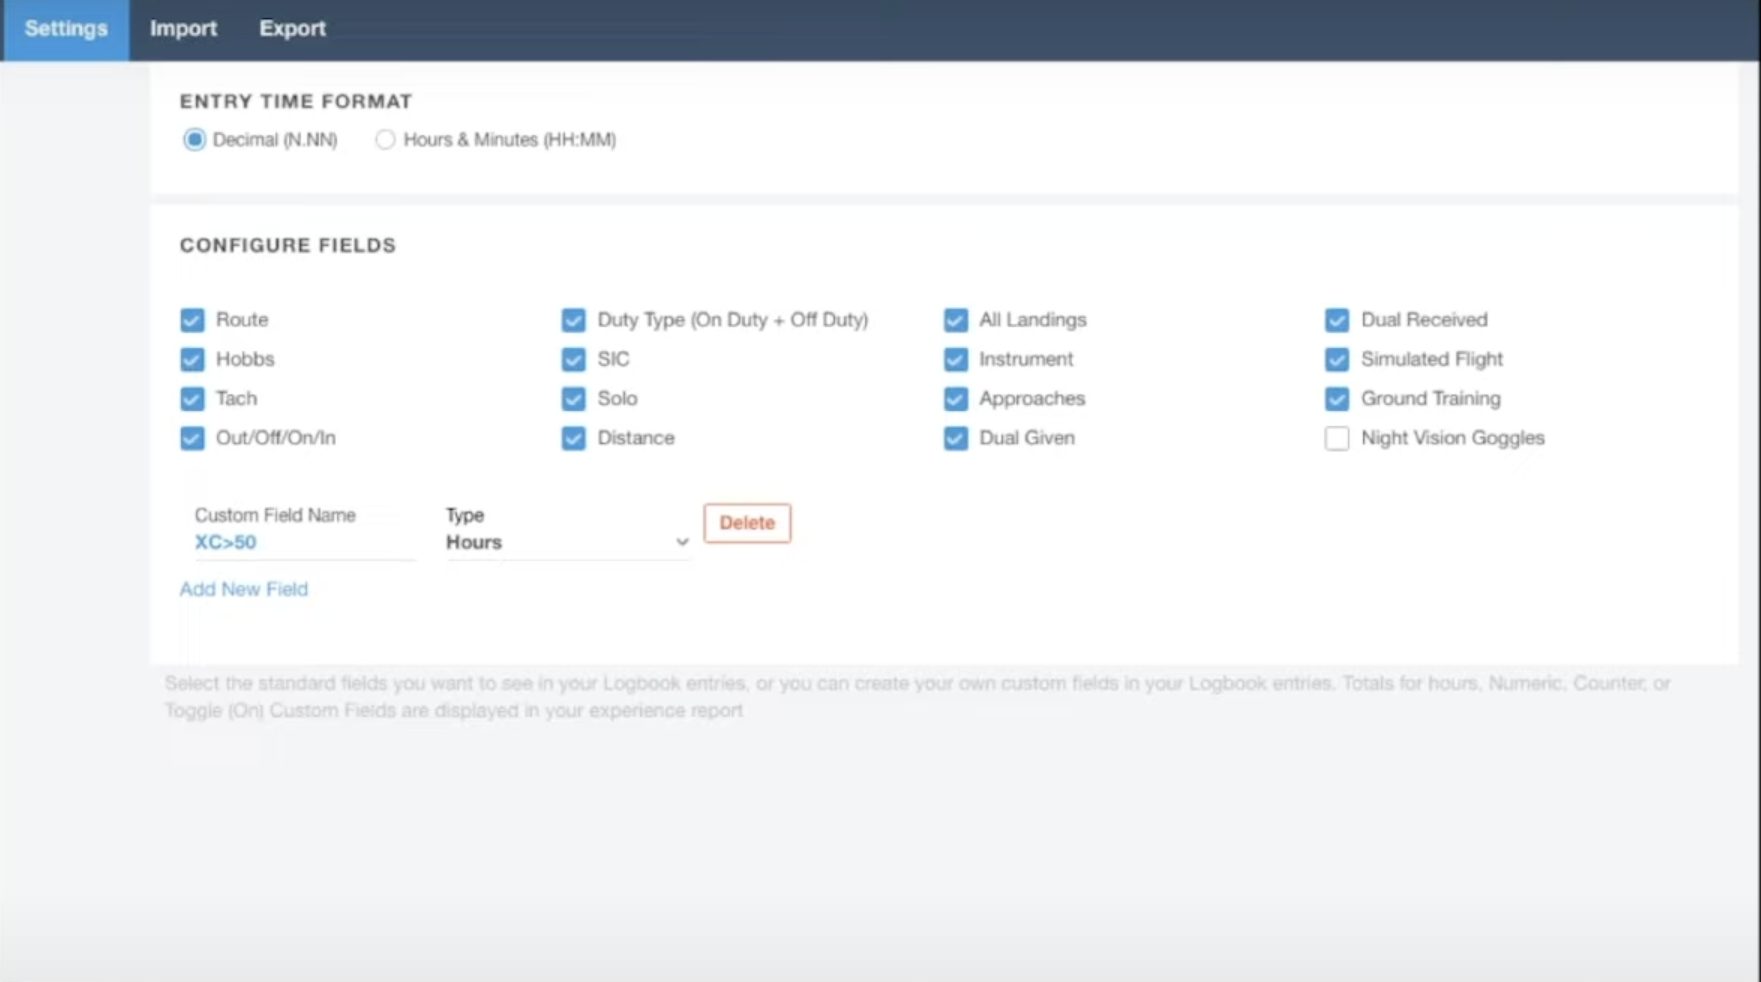 Settings Import Export
ENTRY TIME FORMAT
Decimal (N.NN) Hours & Minutes (HH:MM)
CONFIGURE FIELDS
Route Duty Type (On Duty + Off Duty) All Landings Dual Received
Hobbs SIC Instrument Simulated Flight
Tach Solo Approaches Ground Training
Out/Off/On/In Distance Dual Given Night Vision Goggles
Custom Field Name Type Delete
XC>50 Hours
Add New Field
Select the standard fields you want to see in your Logbook entries, or you can create your own custom fields in your Logbook entries. Totals for hours, Numeric, Counter, or
Toggle (On) Custom Fields are displayed in your experience report